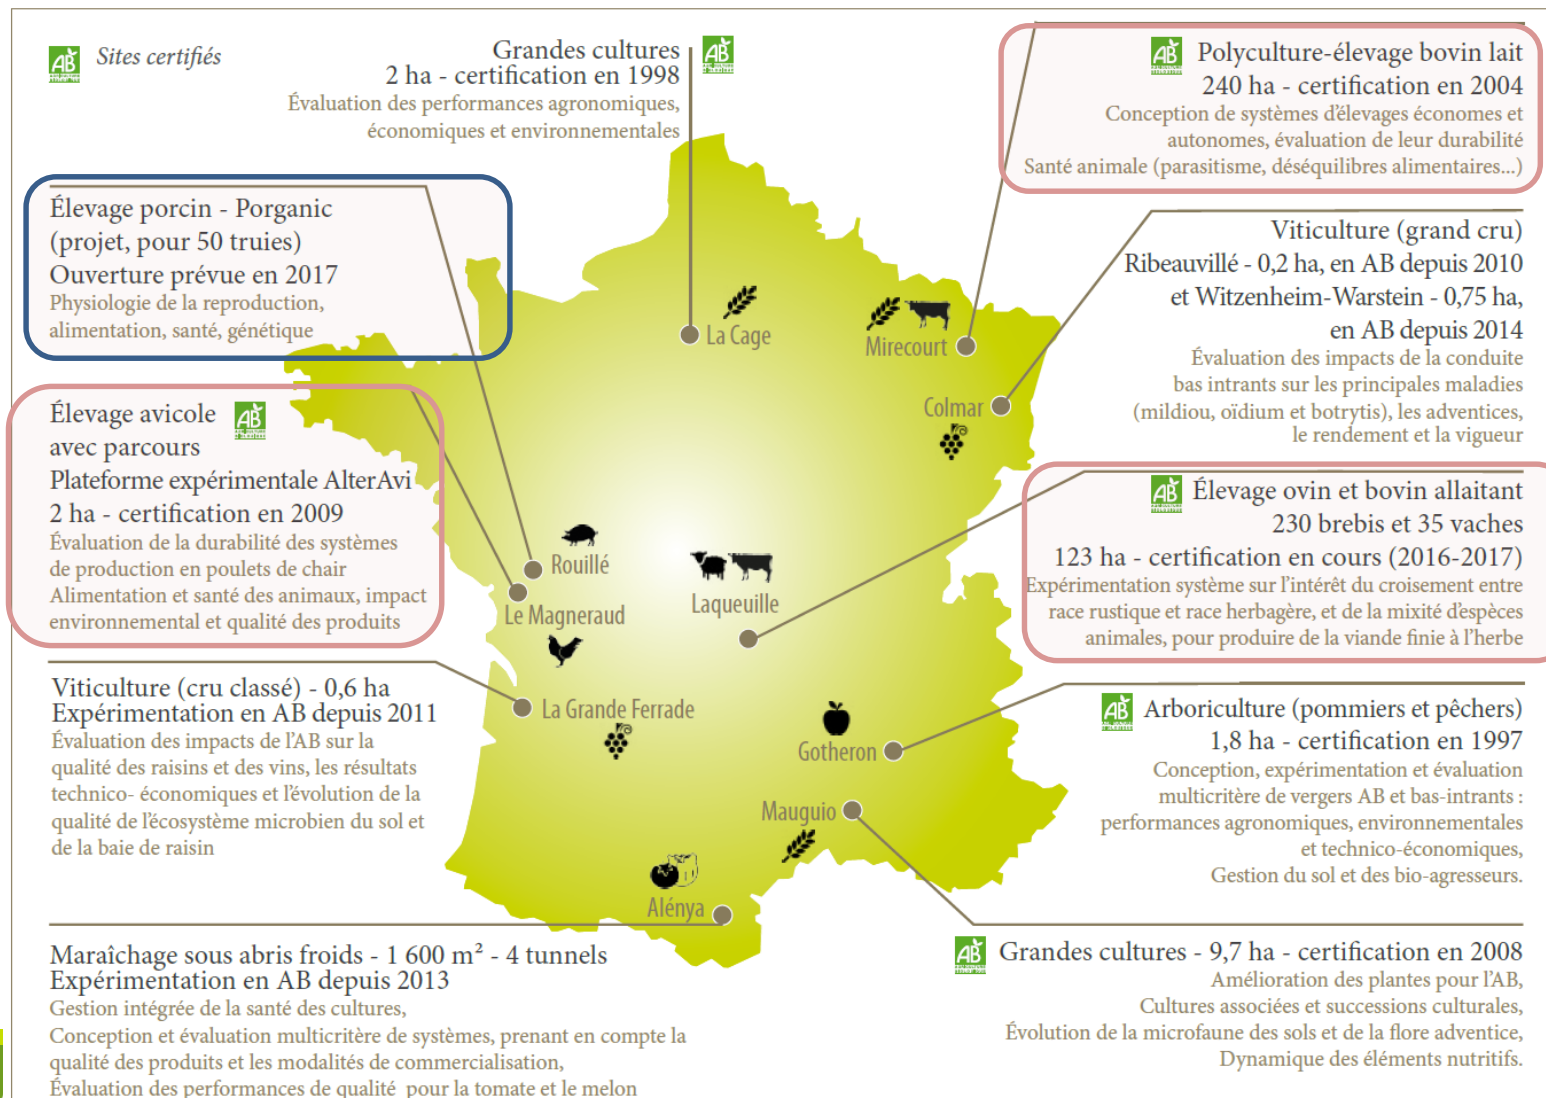 AB Sites certifiés
Grandes cultures AB
2 ha - certification en 1998
Évaluation des performances agronomiques,
économiques et environnementales
AB Polyculture-élevage bovin lait
240 ha - certification en 2004
Conception de systèmes d'élevages économes et
autonomes, évaluation de leur durabilité
Santé animale (parasitisme, déséquilibres alimentaires...)
Élevage porcin - Porganic
(projet, pour 50 truies)
Ouverture prévue en 2017
Physiologie de la reproduction,
alimentation, santé, génétique
Viticulture (grand cru)
Ribeauvillé - 0,2 ha, en AB depuis 2010
et Witzenheim-Warstein - 0,75 ha,
en AB depuis 2014
Évaluation des impacts de la conduite
bas intrants sur les principales maladies
(mildiou, oïdium et botrytis), les adventices,
le rendement et la vigueur
Élevage avicole AB
avec parcours
Plateforme expérimentale AlterAvi
2 ha - certification en 2009
Évaluation de la durabilité des systèmes
de production en poulets de chair
Alimentation et santé des animaux, impact
environnemental et qualité des produits
AB Élevage ovin et bovin allaitant
230 brebis et 35 vaches
123 ha - certification en cours (2016-2017)
Expérimentation système sur l'intérêt du croisement entre
race rustique et race herbagère, et de la mixité d'espèces
animales, pour produire de la viande finie à l'herbe
La Cage
Mirecourt
Colmar
Rouillé
Le Magneraud
Laqueuille
La Grande Ferrade
Gotheron
Mauguio
Alénya
Viticulture (cru classé) - 0,6 ha
Expérimentation en AB depuis 2011
Évaluation des impacts de l'AB sur la
qualité des raisins et des vins, les résultats
technico- économiques et l'évolution de la
qualité de l'écosystème microbien du sol et
de la baie de raisin
AB Arboriculture (pommiers et pêchers)
1,8 ha - certification en 1997
Conception, expérimentation et évaluation
multicritère de vergers AB et bas-intrants :
performances agronomiques, environnementales
et technico-économiques,
Gestion du sol et des bio-agresseurs.
Maraîchage sous abris froids - 1 600 m² - 4 tunnels
Expérimentation en AB depuis 2013
Gestion intégrée de la santé des cultures,
Conception et évaluation multicritère de systèmes, prenant en compte la
qualité des produits et les modalités de commercialisation,
Évaluation des performances de qualité pour la tomate et le melon
AB Grandes cultures - 9,7 ha - certification en 2008
Amélioration des plantes pour l'AB,
Cultures associées et successions culturales,
Évolution de la microfaune des sols et de la flore adventice,
Dynamique des éléments nutritifs.